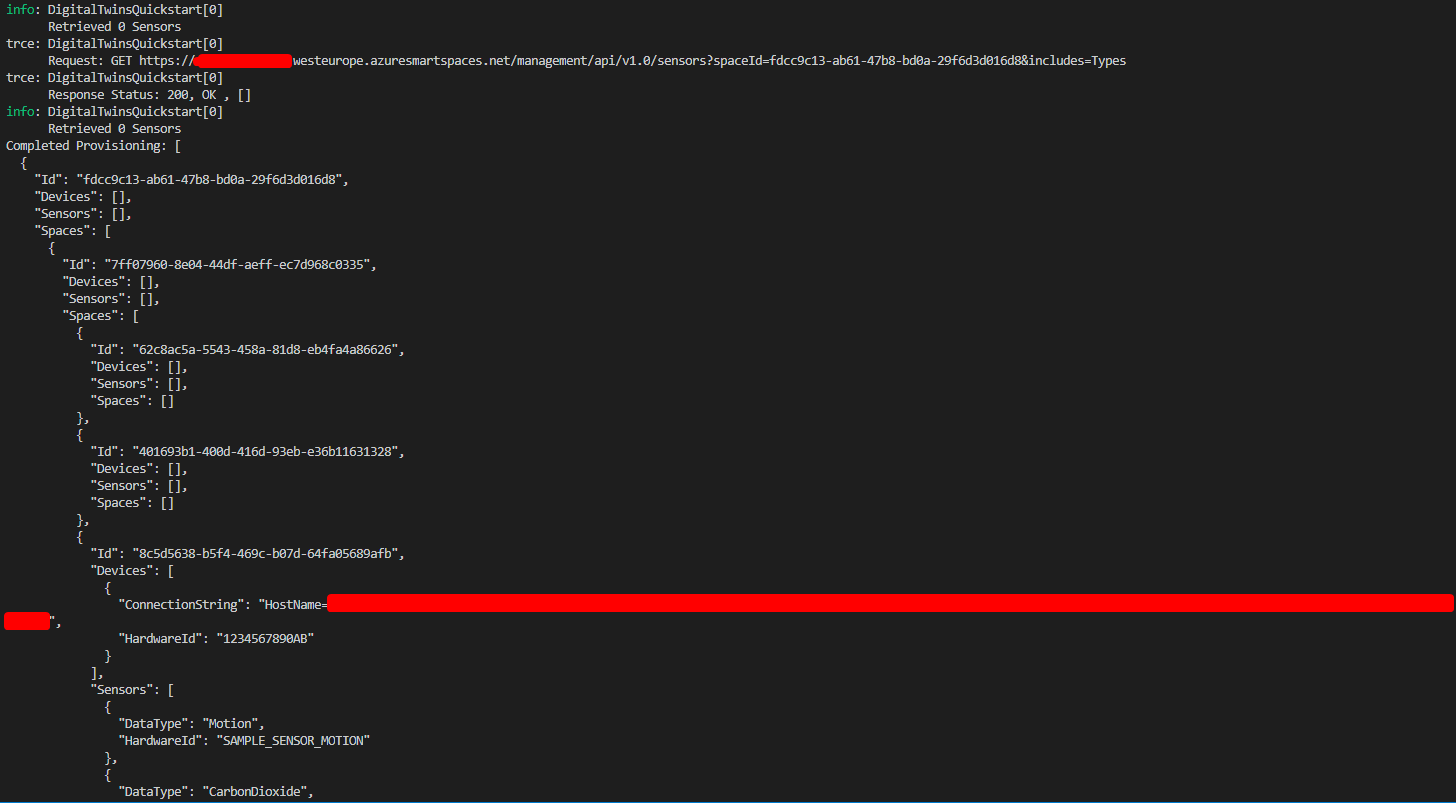 info: DigitalTwinsQuickstart[0]
      Retrieved 0 Sensors
trce: DigitalTwinsQuickstart[0]
      Request: GET https://westeurope.azuresmartspaces.net/management/api/v1.0/sensors?spaceId=fdcc9c13-ab61-47b8-bd0a-29f6d3d016d8&includes=Types
trce: DigitalTwinsQuickstart[0]
      Response Status: 200, OK , []
info: DigitalTwinsQuickstart[0]
      Retrieved 0 Sensors
Completed Provisioning: [
  {
    "Id": "fdcc9c13-ab61-47b8-bd0a-29f6d3d016d8",
    "Devices": [],
    "Sensors": [],
    "Spaces": [
      {
        "Id": "7ff07960-8e04-44df-aeff-ec7d968c0335",
        "Devices": [],
        "Sensors": [],
        "Spaces": [
          {
            "Id": "62c8ac5a-5543-458a-81d8-eb4fa4a86626",
            "Devices": [],
            "Sensors": [],
            "Spaces": []
          },
          {
            "Id": "401693b1-400d-416d-93eb-e36b11631328",
            "Devices": [],
            "Sensors": [],
            "Spaces": []
          },
          {
            "Id": "8c5d5638-b5f4-469c-b07d-64fa05689afb",
            "Devices": [
              {
                "ConnectionString": "HostName=
",
                "HardwareId": "1234567890AB"
              }
            ],
            "Sensors": [
              {
                "DataType": "Motion",
                "HardwareId": "SAMPLE_SENSOR_MOTION"
              },
              {
                "DataType": "CarbonDioxide",